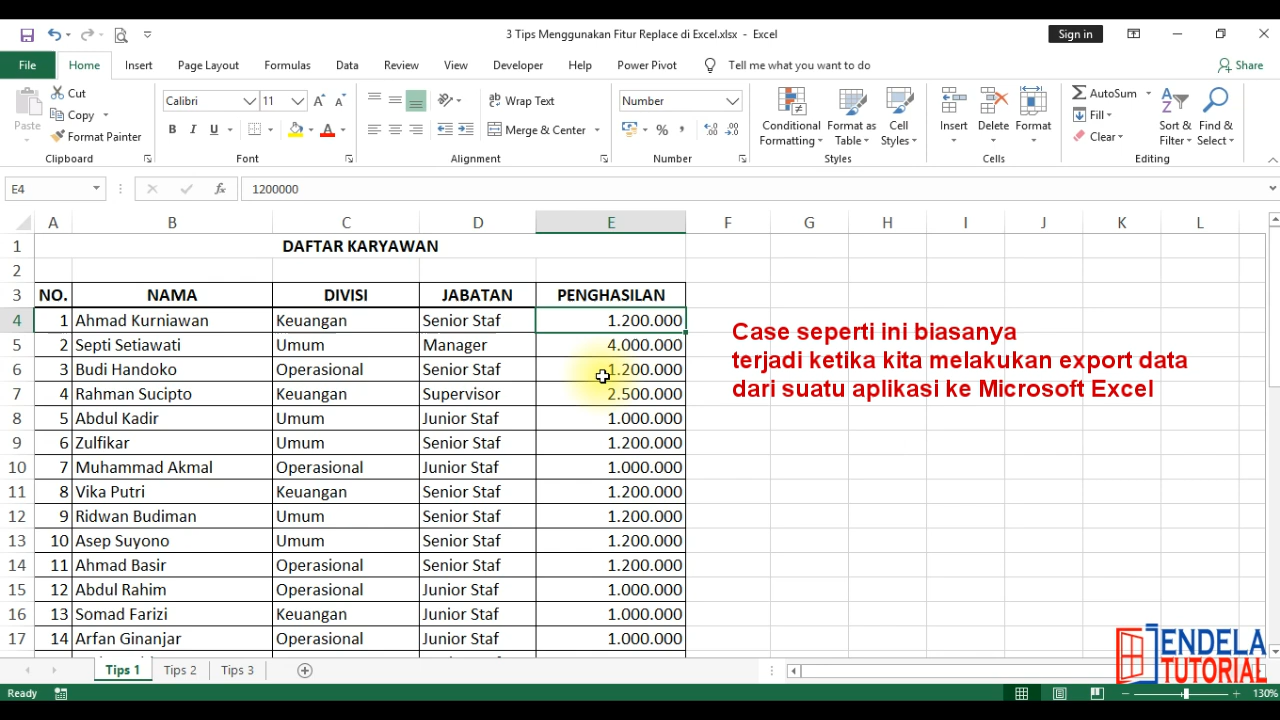 3 Tips Menggunakan Fitur Replace di Excel.xlsx - Excel
Sign in
File Home Insert Page Layout Formulas Data Review View Developer Help Power Pivot Tell me what you want to do Share
Paste
Cut
Copy
Format Painter
Clipboard
Calibri 11
B I U
Font
Wrap Text
Merge & Center
Alignment
Number
Number
Conditional Formatting
Format as Table
Cell Styles
Styles
Insert Delete Format
Cells
AutoSum
Fill
Clear
Sort & Filter
Find & Select
Editing
E4 fx 1200000
A B C D E F G H I J K L
1 DAFTAR KARYAWAN
2
3 NO. NAMA DIVISI JABATAN PENGHASILAN
4 1 Ahmad Kurniawan Keuangan Senior Staf 1.200.000
5 2 Septi Setiawati Umum Manager 4.000.000
6 3 Budi Handoko Operasional Senior Staf 1.200.000
7 4 Rahman Sucipto Keuangan Supervisor 2.500.000
8 5 Abdul Kadir Umum Junior Staf 1.000.000
9 6 Zulfikar Umum Senior Staf 1.200.000
10 7 Muhammad Akmal Operasional Junior Staf 1.000.000
11 8 Vika Putri Keuangan Senior Staf 1.200.000
12 9 Ridwan Budiman Umum Senior Staf 1.200.000
13 10 Asep Suyono Umum Senior Staf 1.200.000
14 11 Ahmad Basir Operasional Senior Staf 1.200.000
15 12 Abdul Rahim Operasional Junior Staf 1.000.000
16 13 Somad Farizi Keuangan Junior Staf 1.000.000
17 14 Arfan Ginanjar Operasional Junior Staf 1.000.000
Case seperti ini biasanya
terjadi ketika kita melakukan export data
dari suatu aplikasi ke Microsoft Excel
JENDELA
TUTORIAL
Tips 1 Tips 2 Tips 3
Ready
130%